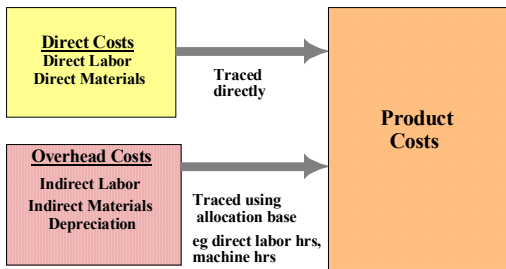 Direct Costs
Direct Labor
Direct Materials
Traced
directly
Product
Costs
Overhead Costs
Indirect Labor
Indirect Materials
Depreciation
Traced using
allocation base
eg direct labor hrs,
machine hrs